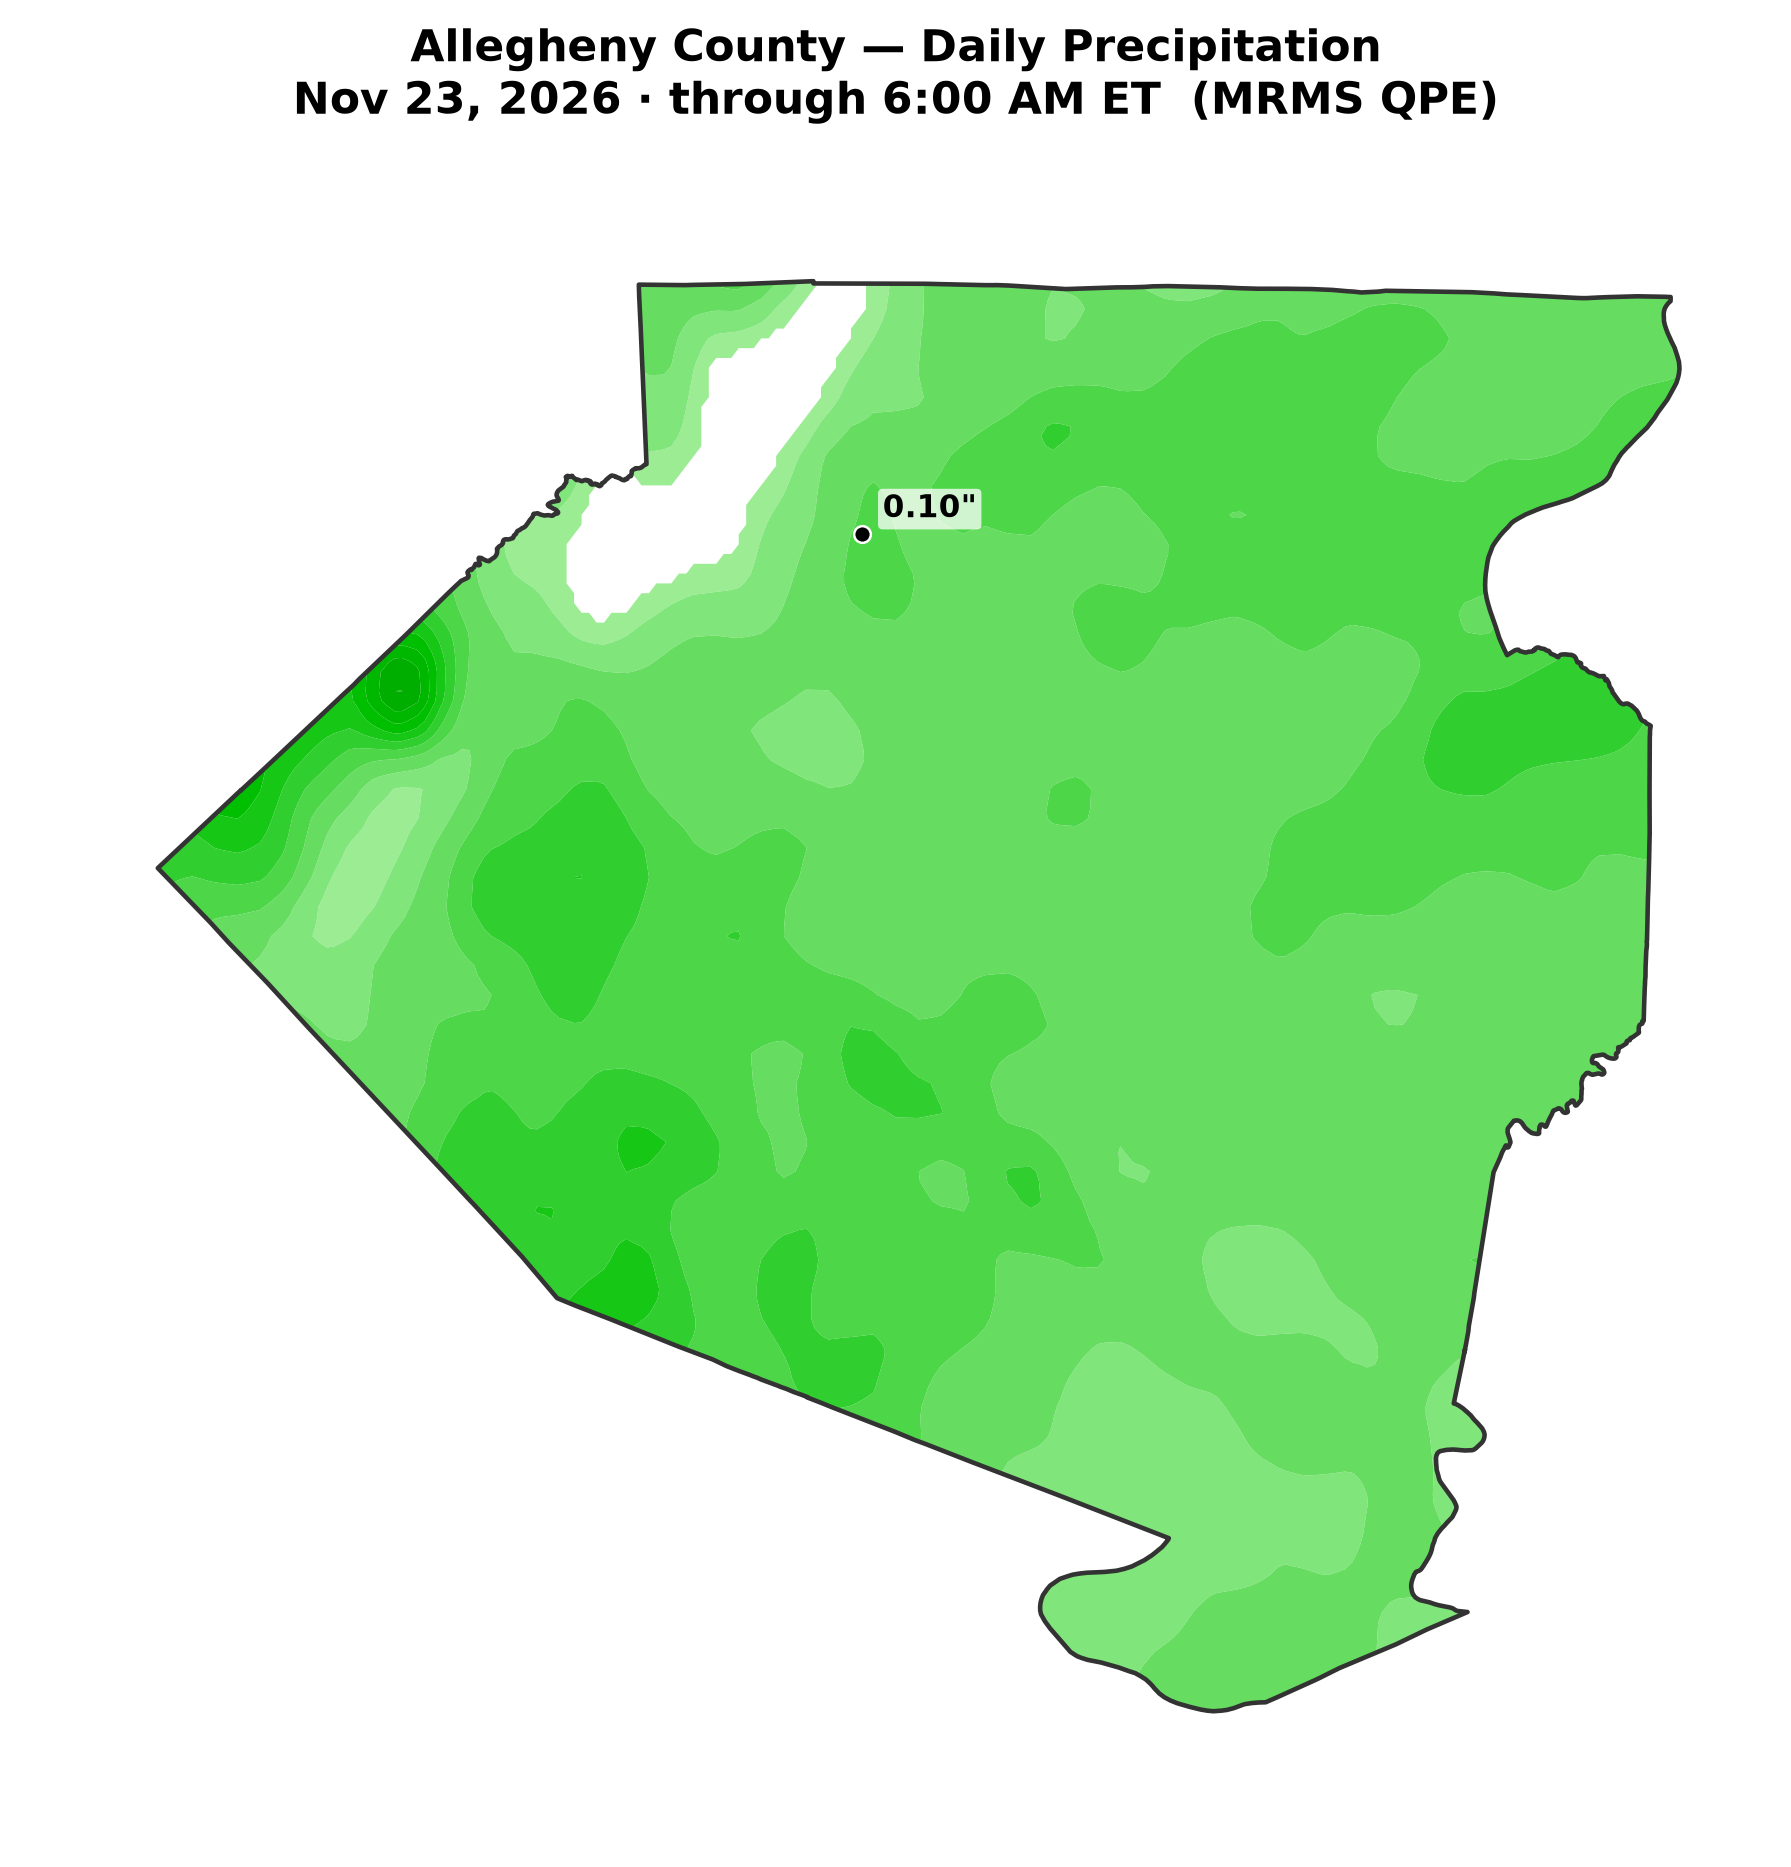 Allegheny County — Daily Precipitation
Nov 23, 2026 · through 6:00 AM ET (MRMS QPE)
0.10"